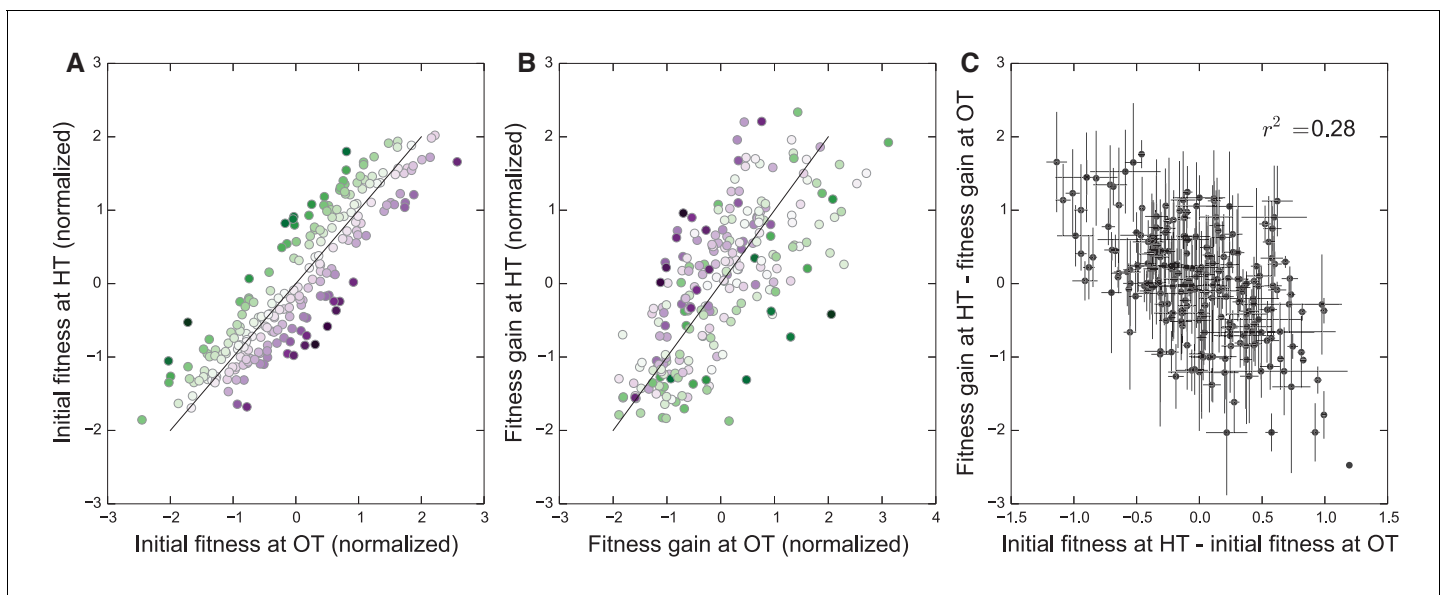 A
Initial fitness at HT (normalized)
3
2
1
0
−1
−2
−3
−3 −2 −1 0 1 2 3
Initial fitness at OT (normalized)
B
Fitness gain at HT (normalized)
3
2
1
0
−1
−2
−3
−3 −2 −1 0 1 2 3 4
Fitness gain at OT (normalized)
C
Fitness gain at HT - fitness gain at OT
3
2
1
0
−1
−2
−3
r² =0.28
−1.5 −1.0 −0.5 0.0 0.5 1.0 1.5
Initial fitness at HT - initial fitness at OT